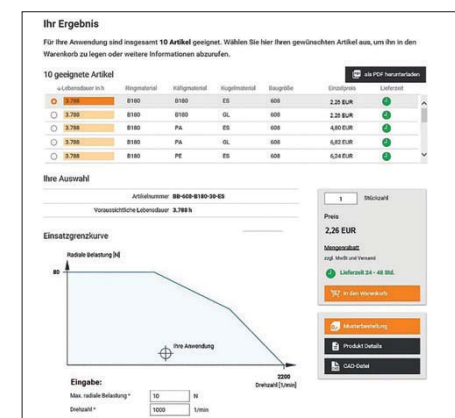 Ihr Ergebnis
Für Ihre Anwendung sind insgesamt 10 Artikel geeignet. Wählen Sie hier Ihren gewünschten Artikel aus, um ihn in den
Warenkorb zu legen oder weitere Informationen abzurufen.
10 geeignete Artikel
als PDF herunterladen
Lebensdauer in h Ringmaterial Käfigmaterial Kugelmaterial Baugröße Einzelpreis Lieferzeit
3.788 B180 B180 ES 608 2,26 EUR
3.788 B180 B180 GL 608 2,26 EUR
3.788 B180 PA ES 608 4,80 EUR
3.788 B180 PA GL 608 6,82 EUR
3.788 B180 PE ES 608 6,34 EUR
Ihre Auswahl
Artikelnummer BB-608-B180-30-ES
Voraussichtliche Lebensdauer 3.788 h
1 Stückzahl
Preis
2,26 EUR
Mengenrabatt
zzgl. MwSt und Versand
Lieferzeit 24 - 48 Std.
In den Warenkorb
Musterbestellung
Produkt Details
CAD-Datei
Einsatzgrenzkurve
Radiale Belastung [N]
80
Ihre Anwendung
2200
Drehzahl [1/min]
Eingabe:
Max. radiale Belastung * 10 N
Drehzahl * 1000 1/min